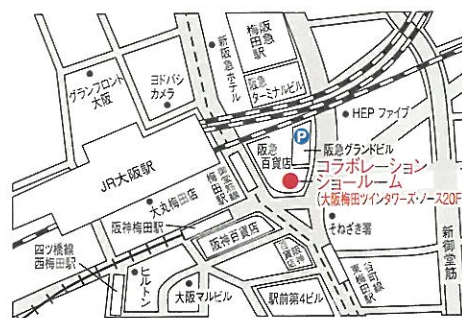 グランフロント
大阪
ヨドバシ
カメラ
新阪急ホテル
阪急
梅田駅
阪急
ターミナルビル
HEP ファイブ
P
阪急グランドビル
阪急
百貨店
コラボレーション
ショールーム
(大阪梅田ツインタワーズ・ノース20F)
JR大阪駅
御堂筋線
梅田駅
大丸梅田店
阪神梅田駅
四ツ橋線
西梅田駅
阪神百貨店
そねざき署
新御堂筋
ヒルトン
大阪マルビル
駅前第4ビル
谷町線
東梅田駅